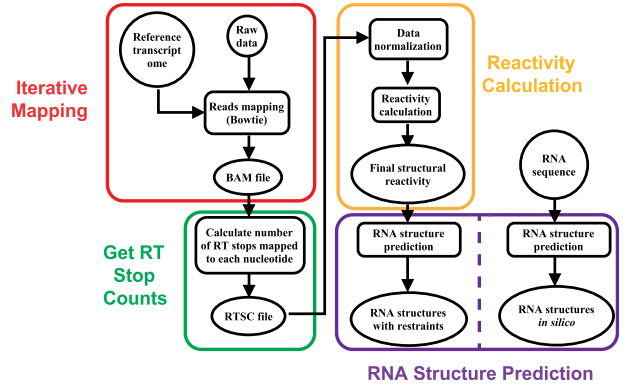 Iterative
Mapping
Reference
transcript
ome
Raw
data
Reads mapping
(Bowtie)
BAM file
Get RT
Stop
Counts
Calculate number
of RT stops mapped
to each nucleotide
RTSC file
Reactivity
Calculation
Data
normalization
Reactivity
calculation
Final structural
reactivity
RNA
sequence
RNA structure
prediction
RNA structures
with restraints
RNA structure
prediction
RNA structures
in silico
RNA Structure Prediction